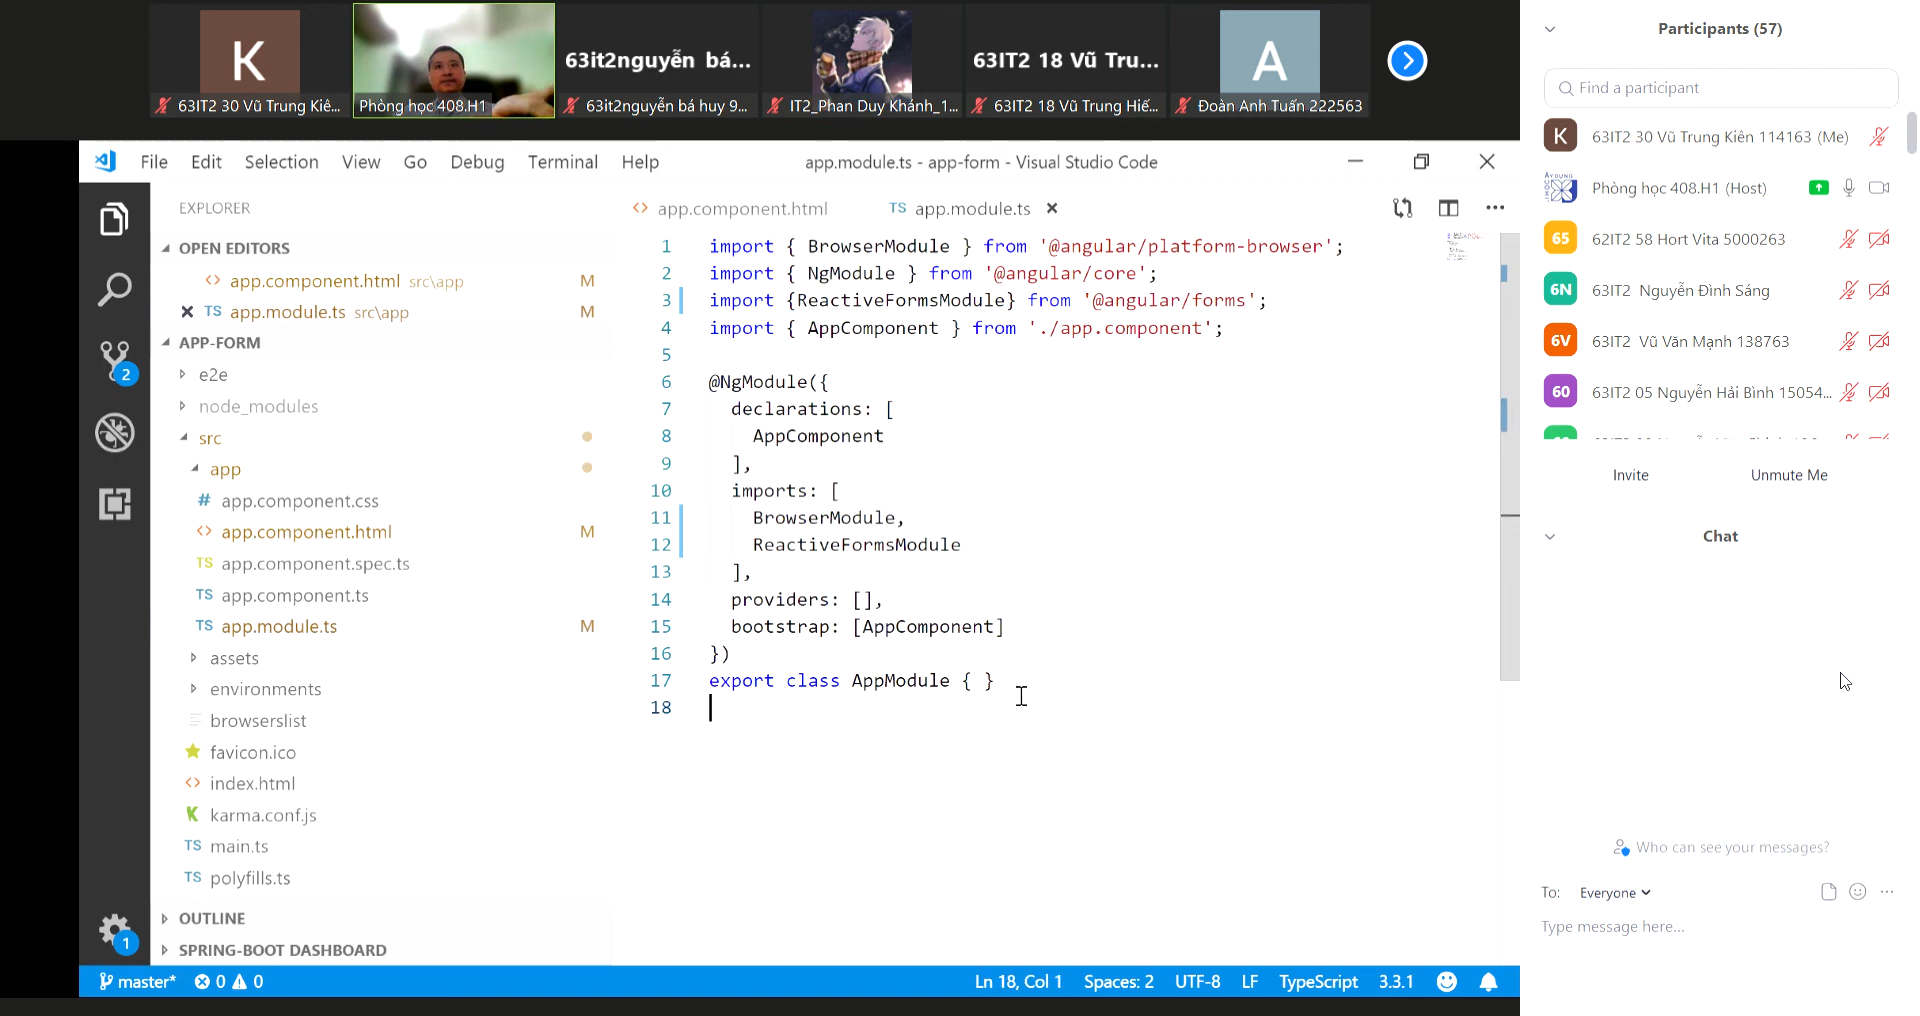 K
63it2nguyễn bá...
63IT2 18 Vũ Tru...
A
63IT2 30 Vũ Trung Kiê...
Phòng học 408.H1
63it2nguyễn bá huy 9...
IT2_Phan Duy Khánh_1...
63IT2 18 Vũ Trung Hiế...
Đoàn Anh Tuấn 222563
File Edit Selection View Go Debug Terminal Help
app.module.ts - app-form - Visual Studio Code
EXPLORER
OPEN EDITORS
<> app.component.html src\app M
TS app.module.ts src\app M
APP-FORM
e2e
node_modules
src
app
# app.component.css
<> app.component.html M
TS app.component.spec.ts
TS app.component.ts
TS app.module.ts M
assets
environments
browserslist
favicon.ico
<> index.html
karma.conf.js
TS main.ts
TS polyfills.ts
OUTLINE
SPRING-BOOT DASHBOARD
2
1
<> app.component.html
TS app.module.ts
1 import { BrowserModule } from '@angular/platform-browser';
2 import { NgModule } from '@angular/core';
3 import {ReactiveFormsModule} from '@angular/forms';
4 import { AppComponent } from './app.component';
5
6 @NgModule({
7 declarations: [
8 AppComponent
9 ],
10 imports: [
11 BrowserModule,
12 ReactiveFormsModule
13 ],
14 providers: [],
15 bootstrap: [AppComponent]
16 })
17 export class AppModule { }
18
master* 0 0
Ln 18, Col 1 Spaces: 2 UTF-8 LF TypeScript 3.3.1
Participants (57)
Find a participant
K 63IT2 30 Vũ Trung Kiên 114163 (Me)
Phòng học 408.H1 (Host)
65 62IT2 58 Hort Vita 5000263
6N 63IT2 Nguyễn Đình Sáng
6V 63IT2 Vũ Văn Mạnh 138763
60 63IT2 05 Nguyễn Hải Bình 15054...
Invite Unmute Me
Chat
Who can see your messages?
To: Everyone
Type message here...